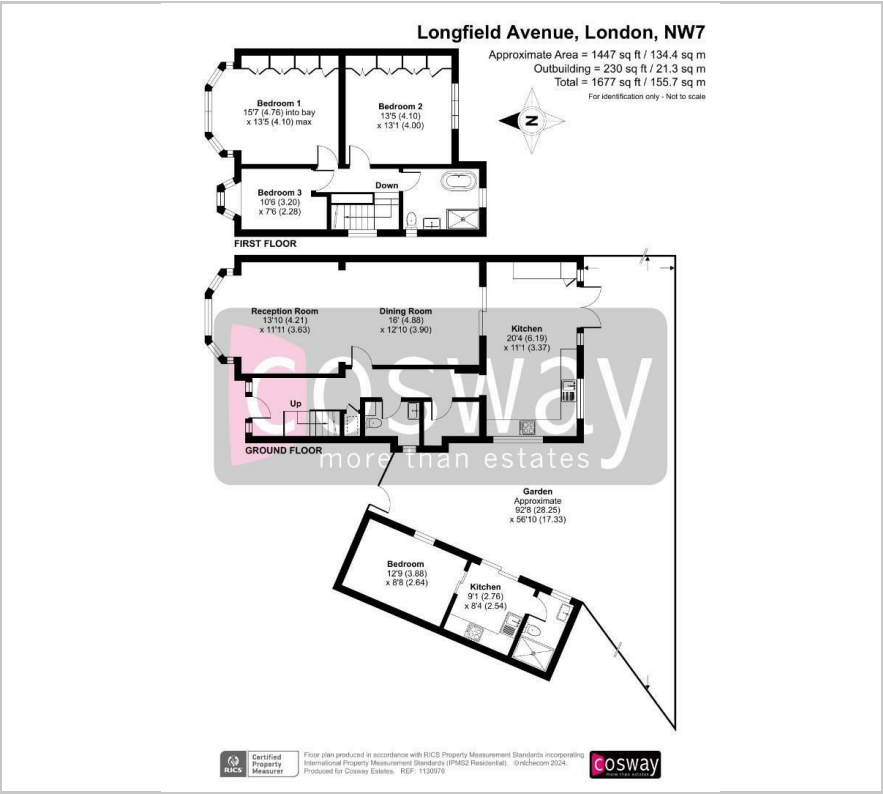 Longfield Avenue, London, NW7
Approximate Area = 1447 sq ft / 134.4 sq m
Outbuilding = 230 sq ft / 21.3 sq m
Total = 1677 sq ft / 155.7 sq m
For identification only - Not to scale
N
Bedroom 1
15'7 (4.76) into bay
x 13'5 (4.10) max
Bedroom 2
13'5 (4.10)
x 13'1 (4.00)
Bedroom 3
10'6 (3.20)
x 7'6 (2.28)
Down
FIRST FLOOR
Reception Room
13'10 (4.21)
x 11'11 (3.63)
Dining Room
16' (4.88)
x 12'10 (3.90)
Kitchen
20'4 (6.19)
x 11'1 (3.37)
Up
GROUND FLOOR
cosway
more than estates
Garden
Approximate
92'8 (28.25)
x 56'10 (17.33)
Bedroom
12'9 (3.88)
x 8'8 (2.64)
Kitchen
9'1 (2.76)
x 8'4 (2.54)
RICS
Certified
Property
Measurer
Floor plan produced in accordance with RICS Property Measurement Standards incorporating
International Property Measurement Standards (IPMS2 Residential). © nichecom 2024.
Produced for Cosway Estates. REF: 1130976
cosway
more than estates